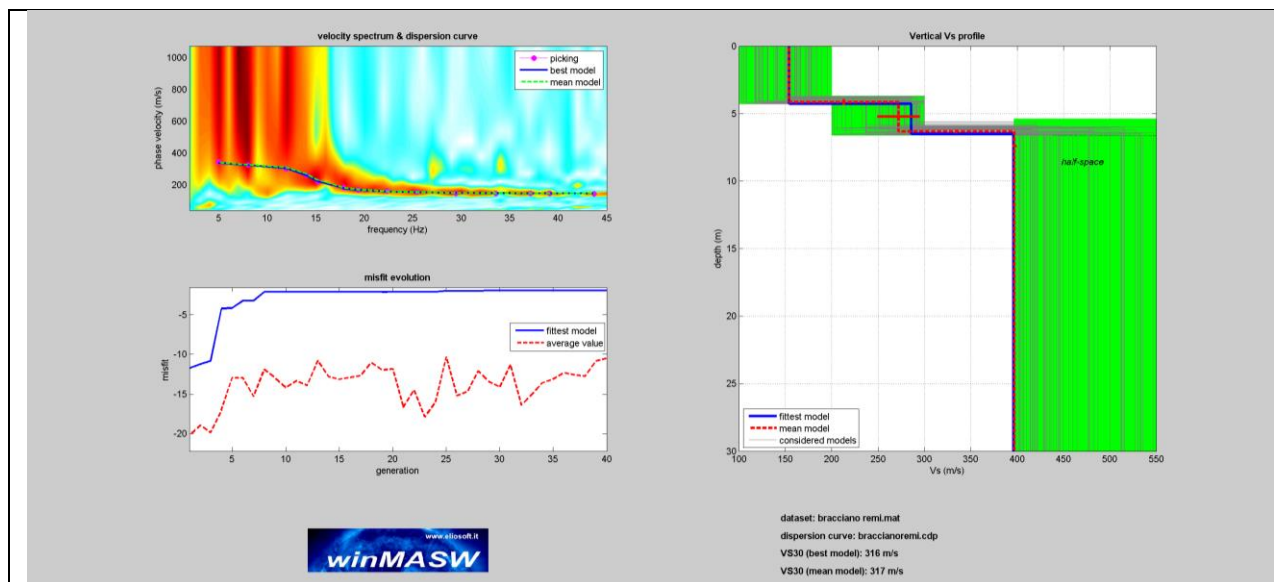 velocity spectrum & dispersion curve
1000
800
600
400
200
phase velocity (m/s)
picking
best model
mean model
5 10 15 20 25 30 35 40 45
frequency (Hz)
misfit evolution
-5
-10
-15
-20
misfit
fittest model
average value
5 10 15 20 25 30 35 40
generation
Vertical Vs profile
0
5
10
15
20
25
30
depth (m)
half-space
fittest model
mean model
considered models
100 150 200 250 300 350 400 450 500 550
Vs (m/s)
www.eliosoft.it
winMASW
dataset: bracciano remi.mat
dispersion curve: braccianoremi.cdp
VS30 (best model): 316 m/s
VS30 (mean model): 317 m/s